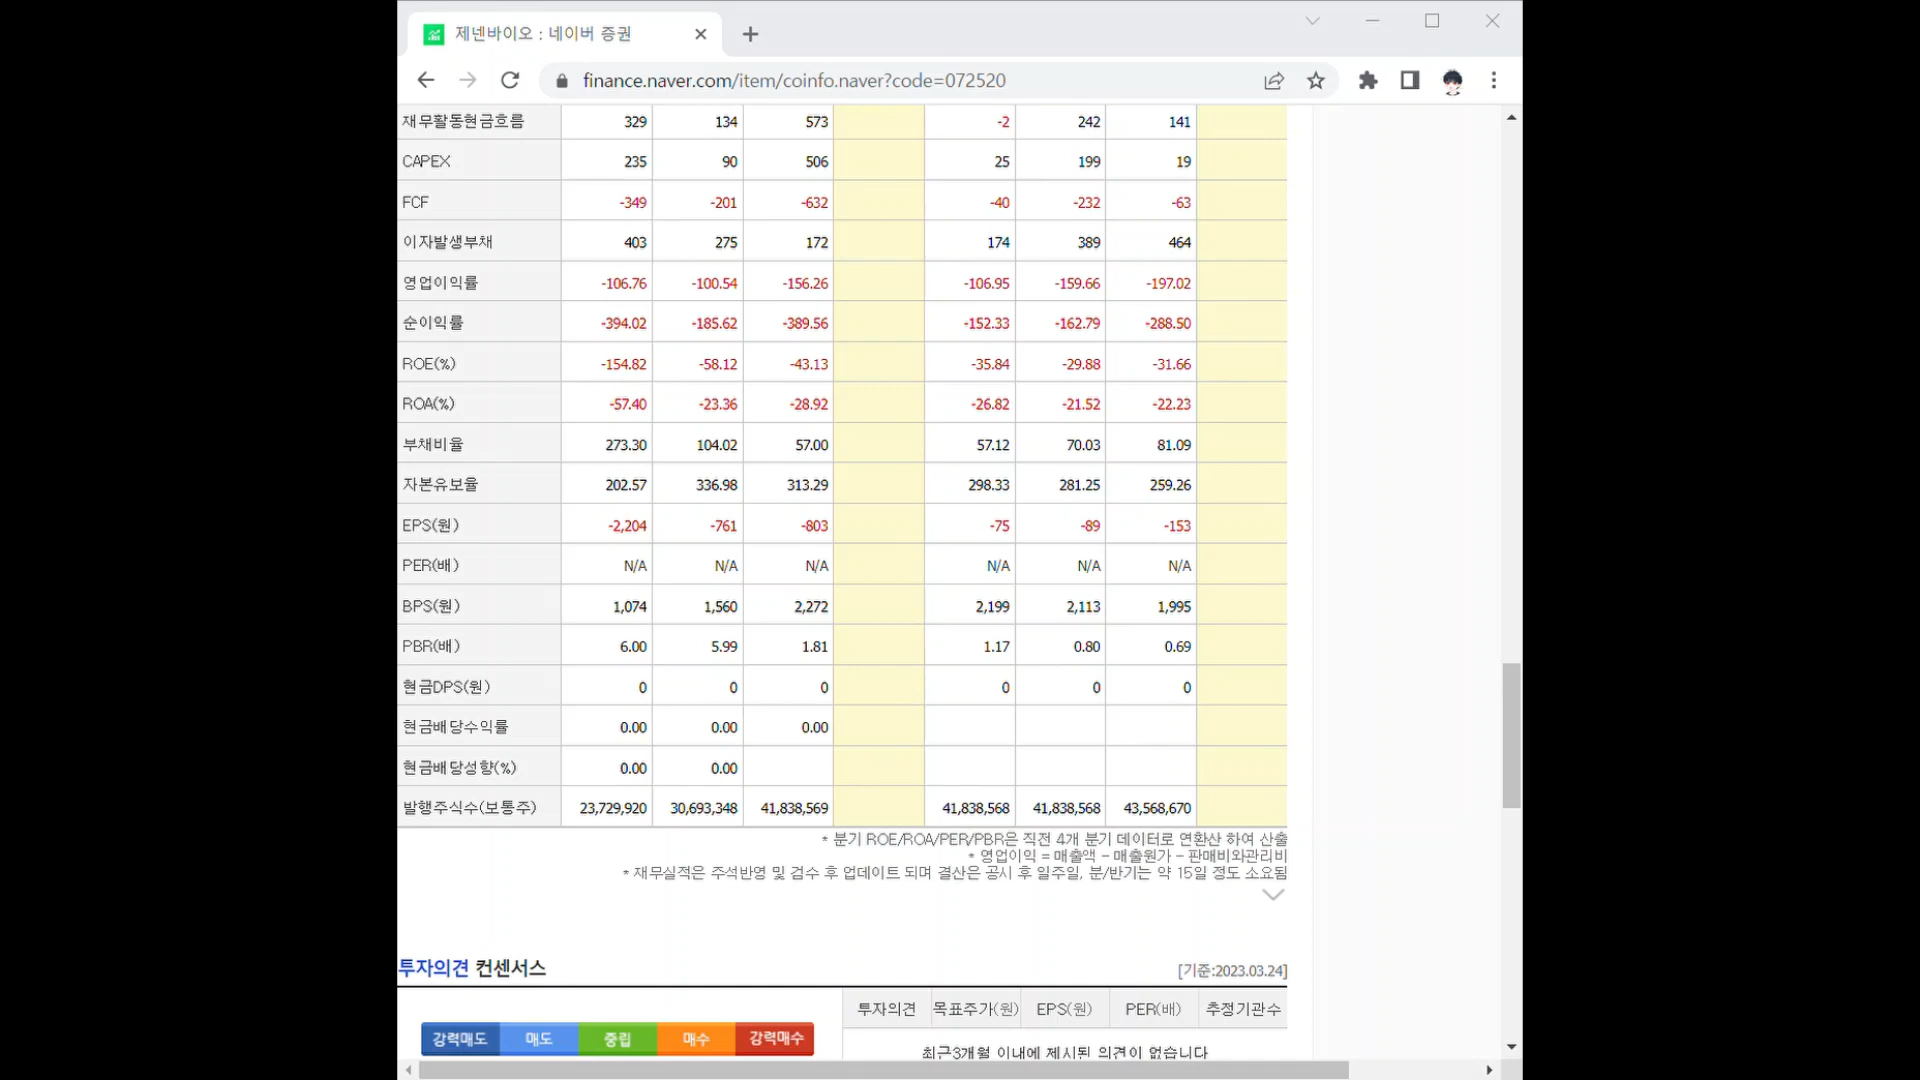 제넨바이오 : 네이버 증권
finance.naver.com/item/coinfo.naver?code=072520
재무활동현금흐름 329 134 573 -2 242 141
CAPEX 235 90 506 25 199 19
FCF -349 -201 -632 -40 -232 -63
이자발생부채 403 275 172 174 389 464
영업이익률 -106.76 -100.54 -156.26 -106.95 -159.66 -197.02
순이익률 -394.02 -185.62 -389.56 -152.33 -162.79 -288.50
ROE(%) -154.82 -58.12 -43.13 -35.84 -29.88 -31.66
ROA(%) -57.40 -23.36 -28.92 -26.82 -21.52 -22.23
부채비율 273.30 104.02 57.00 57.12 70.03 81.09
자본유보율 202.57 336.98 313.29 298.33 281.25 259.26
EPS(원) -2,204 -761 -803 -75 -89 -153
PER(배) N/A N/A N/A N/A N/A N/A
BPS(원) 1,074 1,560 2,272 2,199 2,113 1,995
PBR(배) 6.00 5.99 1.81 1.17 0.80 0.69
현금DPS(원) 0 0 0 0 0 0
현금배당수익률 0.00 0.00 0.00
현금배당성향(%) 0.00 0.00
발행주식수(보통주) 23,729,920 30,693,348 41,838,569 41,838,568 41,838,568 43,568,670
* 분기 ROE/ROA/PER/PBR은 직전 4개 분기 데이터로 연환산 하여 산출
* 영업이익 = 매출액 - 매출원가 - 판매비와관리비
* 재무실적은 주석반영 및 검수 후 업데이트 되며 결산은 공시 후 일주일, 분/반기는 약 15일 정도 소요됨
투자의견 컨센서스 [기준:2023.03.24]
투자의견 목표주가(원) EPS(원) PER(배) 추정기관수
강력매도 매도 중립 매수 강력매수
최근3개월 이내에 제시된 의견이 없습니다